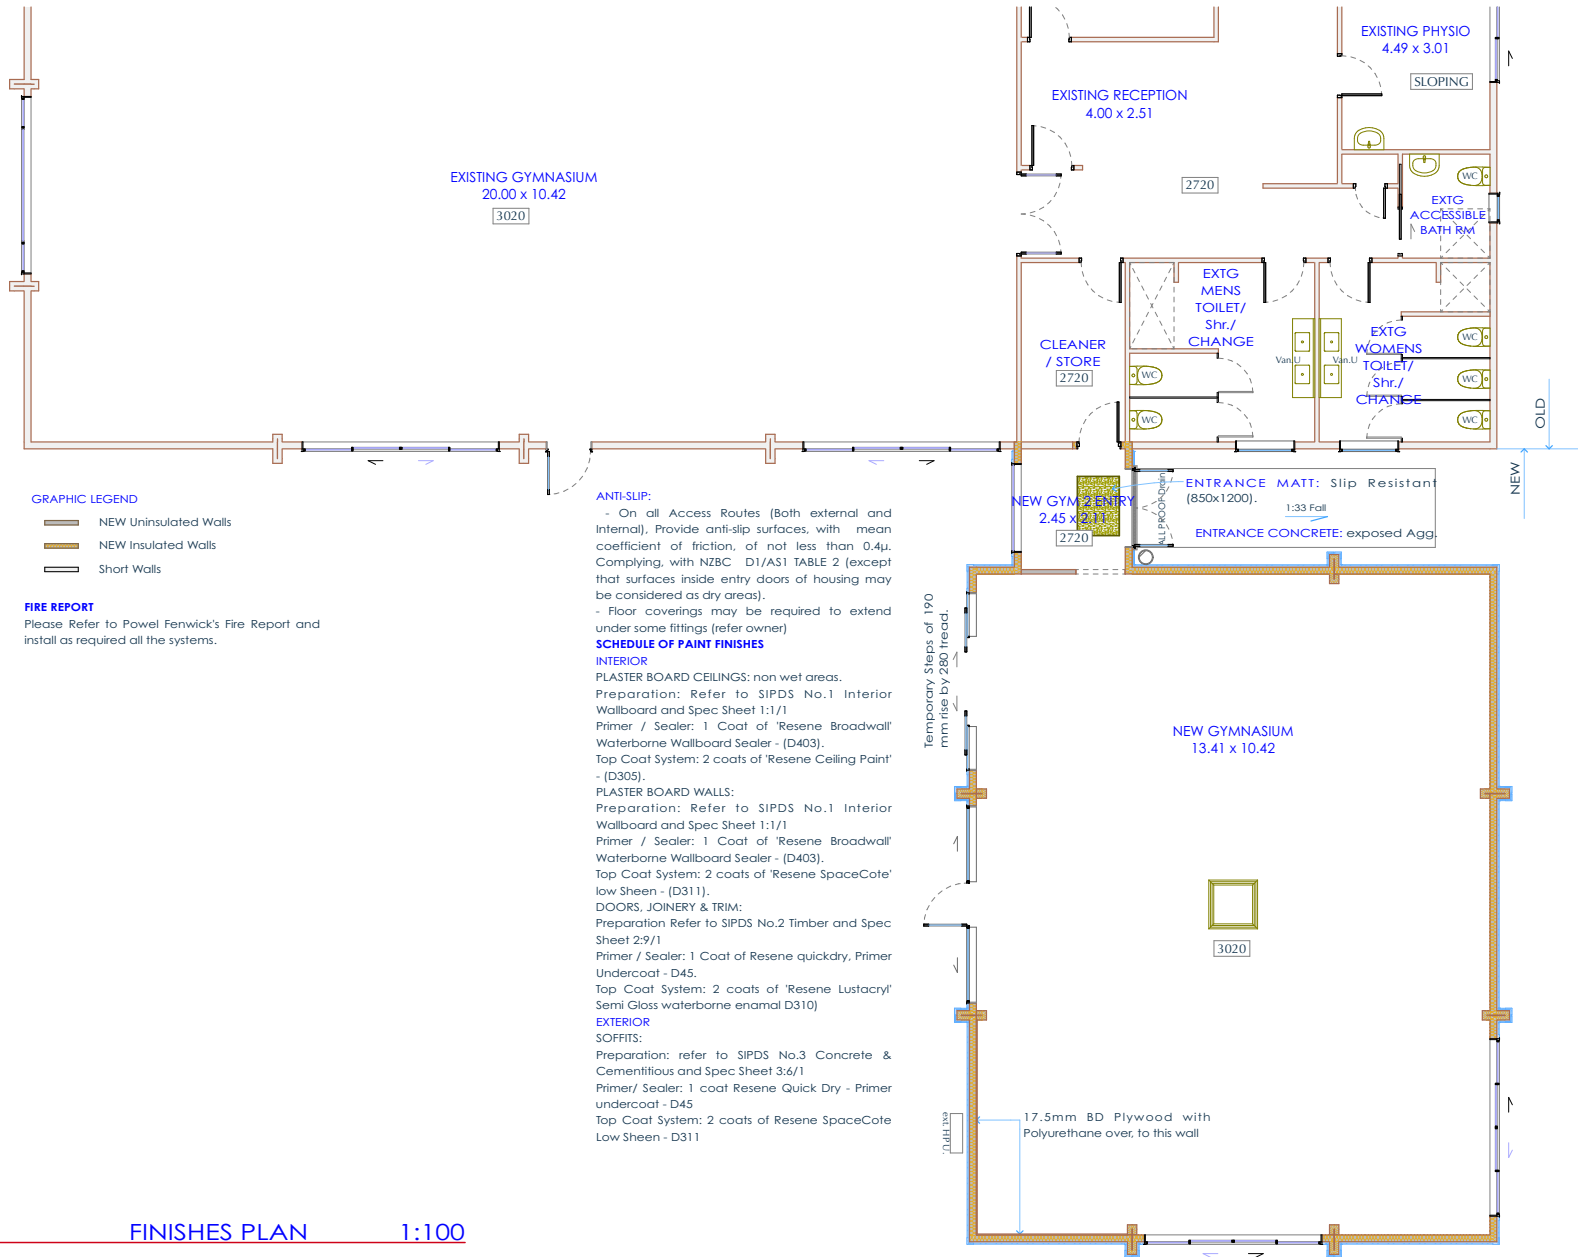 EXISTING PHYSIO
4.49 x 3.01
SLOPING
EXISTING RECEPTION
4.00 x 2.51
EXISTING GYMNASIUM
20.00 x 10.42
3020
2720
WC
EXTG
ACCESSIBLE
BATH RM
EXTG
MENS
TOILET/
Shr./
CHANGE
CLEANER
/ STORE
2720
Van.U
Van.U
EXTG
WOMENS
TOILET/
Shr./
CHANGE
WC
WC
WC
WC
WC
OLD
NEW
GRAPHIC LEGEND
NEW Uninsulated Walls
NEW Insulated Walls
Short Walls
FIRE REPORT
Please Refer to Powel Fenwick's Fire Report and
install as required all the systems.
ANTI-SLIP:
- On all Access Routes (Both external and
Internal), Provide anti-slip surfaces, with mean
coefficient of friction, of not less than 0.4µ.
Complying, with NZBC D1/AS1 TABLE 2 (except
that surfaces inside entry doors of housing may
be considered as dry areas).
- Floor coverings may be required to extend
under some fittings (refer owner)
SCHEDULE OF PAINT FINISHES
INTERIOR
PLASTER BOARD CEILINGS: non wet areas.
Preparation: Refer to SIPDS No.1 Interior
Wallboard and Spec Sheet 1:1/1
Primer / Sealer: 1 Coat of 'Resene Broadwall'
Waterborne Wallboard Sealer - (D403).
Top Coat System: 2 coats of 'Resene Ceiling Paint'
- (D305).
PLASTER BOARD WALLS:
Preparation: Refer to SIPDS No.1 Interior
Wallboard and Spec Sheet 1:1/1
Primer / Sealer: 1 Coat of 'Resene Broadwall'
Waterborne Wallboard Sealer - (D403).
Top Coat System: 2 coats of 'Resene SpaceCote'
low Sheen - (D311).
DOORS, JOINERY & TRIM:
Preparation Refer to SIPDS No.2 Timber and Spec
Sheet 2:9/1
Primer / Sealer: 1 Coat of Resene quickdry, Primer
Undercoat - D45.
Top Coat System: 2 coats of 'Resene Lustacryl'
Semi Gloss waterborne enamal D310)
EXTERIOR
SOFFITS:
Preparation: refer to SIPDS No.3 Concrete &
Cementitious and Spec Sheet 3:6/1
Primer/ Sealer: 1 coat Resene Quick Dry - Primer
undercoat - D45
Top Coat System: 2 coats of Resene SpaceCote
Low Sheen - D311
NEW GYM 2 ENTRY
2.45 x 2.11
2720
ALL PROOF Drain
ENTRANCE MATT: Slip Resistant
(850x1200).
1:33 Fall
ENTRANCE CONCRETE: exposed Agg.
Temporary Steps of 190
mm rise by 280 tread.
NEW GYMNASIUM
13.41 x 10.42
3020
ext. HPU.
17.5mm BD Plywood with
Polyurethane over, to this wall
FINISHES PLAN 1:100